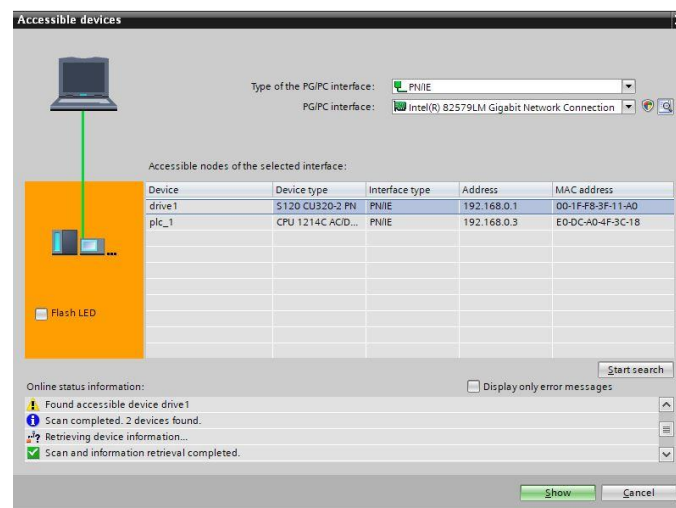 Accessible devices
Type of the PG/PC interface: PN/IE
PG/PC interface: Intel(R) 82579LM Gigabit Network Connection
Accessible nodes of the selected interface:
Device Device type Interface type Address MAC address
drive1 S120 CU320-2 PN PN/IE 192.168.0.1 00-1F-F8-3F-11-A0
plc_1 CPU 1214C AC/D... PN/IE 192.168.0.3 E0-DC-A0-4F-3C-18
Flash LED
Start search
Online status information: Display only error messages
Found accessible device drive1
Scan completed. 2 devices found.
Retrieving device information...
Scan and information retrieval completed.
Show Cancel